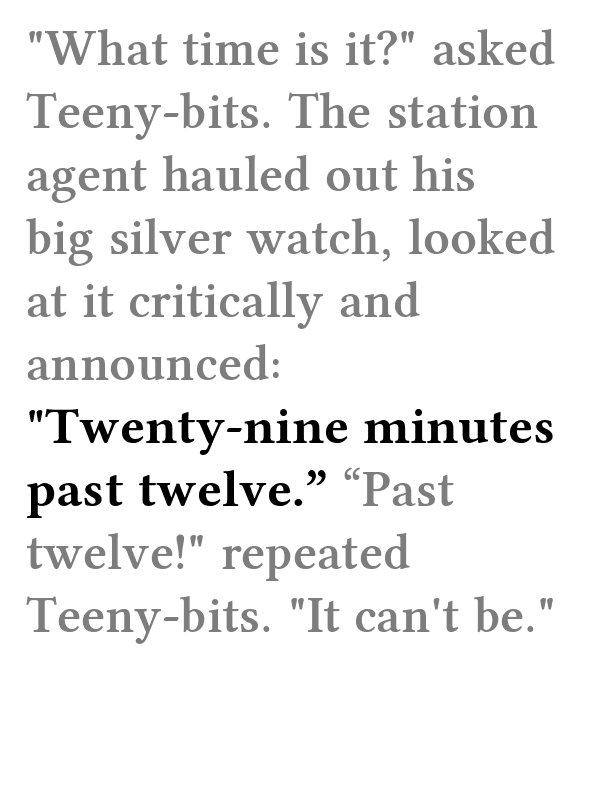 "What time is it?" asked
Teeny-bits. The station
agent hauled out his
big silver watch, looked
at it critically and
announced:
"Twenty-nine minutes
past twelve.” “Past
twelve!" repeated
Teeny-bits. "It can't be."